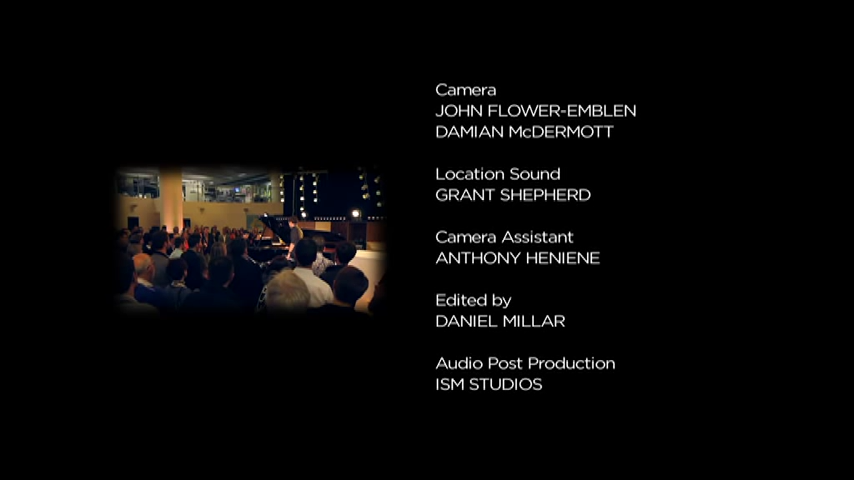 Camera
JOHN FLOWER-EMBLEN
DAMIAN McDERMOTT
Location Sound
GRANT SHEPHERD
Camera Assistant
ANTHONY HENIENE
Edited by
DANIEL MILLAR
Audio Post Production
ISM STUDIOS